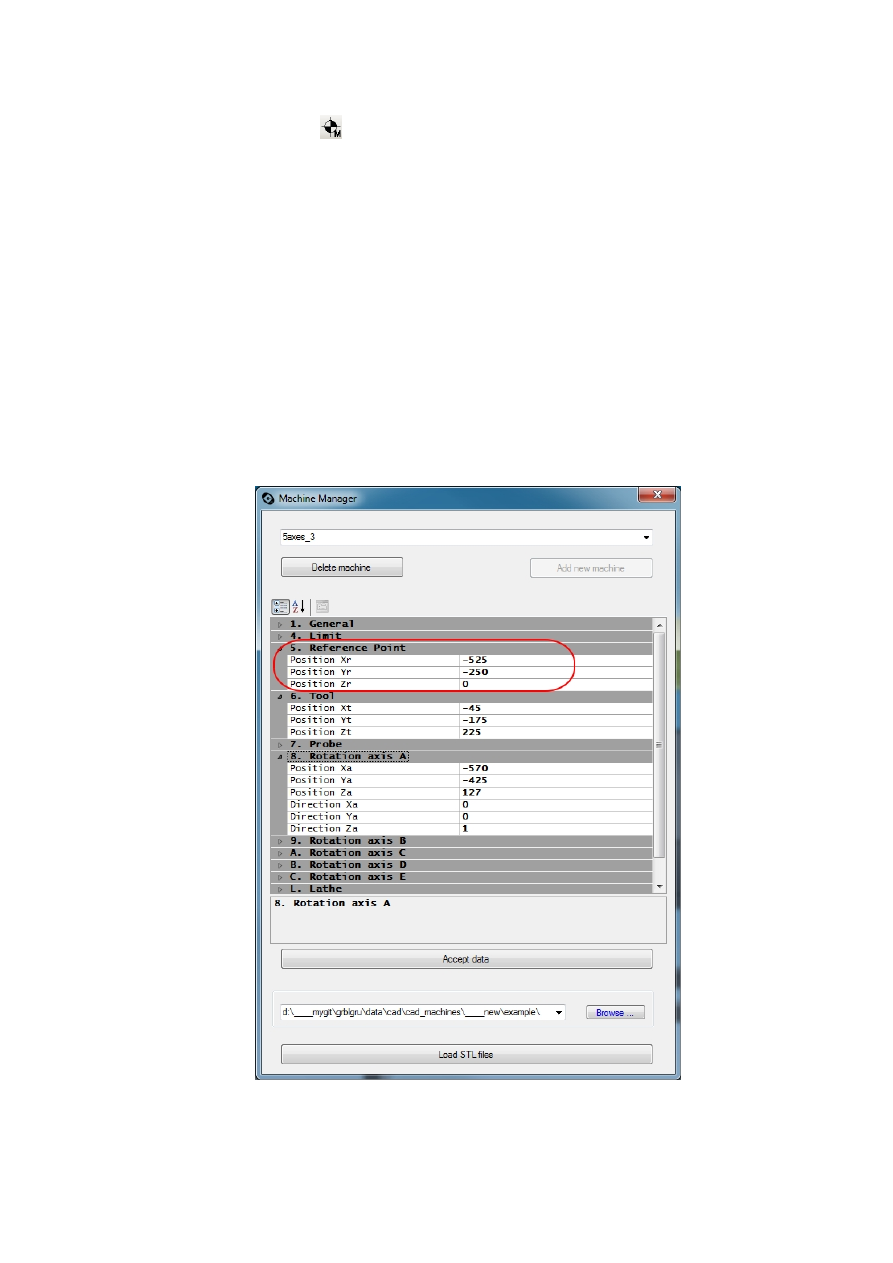 M
Machine Manager
5axes_3
Delete machine
Add new machine
A
Z
1. General
4. Limit
5. Reference Point
Position Xr -525
Position Yr -250
Position Zr 0
6. Tool
Position Xt -45
Position Yt -175
Position Zt 225
7. Probe
8. Rotation axis A
Position Xa -570
Position Ya -425
Position Za 127
Direction Xa 0
Direction Ya 0
Direction Za 1
9. Rotation axis B
A. Rotation axis C
B. Rotation axis D
C. Rotation axis E
L. Lathe
8. Rotation axis A
Accept data
d:\____mygit\grblgru\data\cad\cad_machines\____new\example\
Browse ...
Load STL files